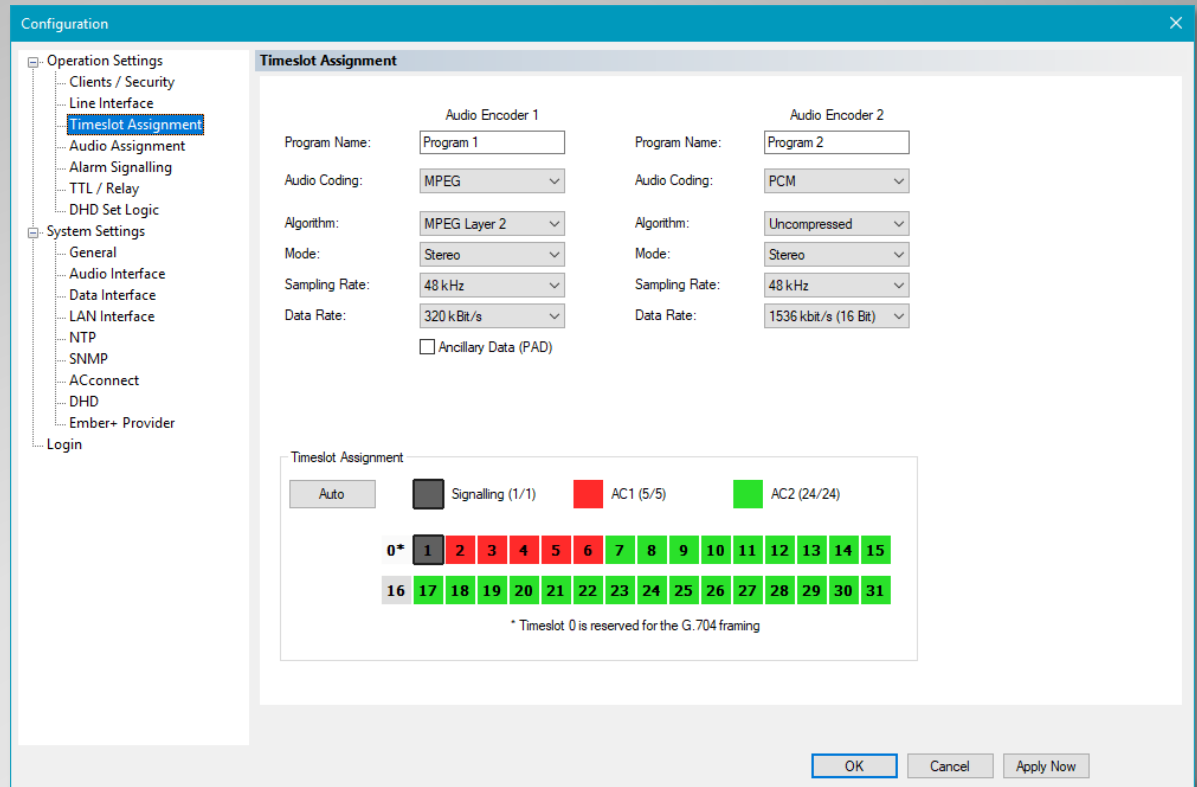 Configuration
Operation Settings
Clients / Security
Line Interface
Timeslot Assignment
Audio Assignment
Alarm Signalling
TTL / Relay
DHD Set Logic
System Settings
General
Audio Interface
Data Interface
LAN Interface
NTP
SNMP
ACconnect
DHD
Ember+ Provider
Login
Timeslot Assignment
Audio Encoder 1 Audio Encoder 2
Program Name: Program 1 Program Name: Program 2
Audio Coding: MPEG Audio Coding: PCM
Algorithm: MPEG Layer 2 Algorithm: Uncompressed
Mode: Stereo Mode: Stereo
Sampling Rate: 48 kHz Sampling Rate: 48 kHz
Data Rate: 320 kBit/s Data Rate: 1536 kbit/s (16 Bit)
Ancillary Data (PAD)
Timeslot Assignment
Auto Signalling (1/1) AC1 (5/5) AC2 (24/24)
0* 1 2 3 4 5 6 7 8 9 10 11 12 13 14 15
16 17 18 19 20 21 22 23 24 25 26 27 28 29 30 31
* Timeslot 0 is reserved for the G.704 framing
OK Cancel Apply Now